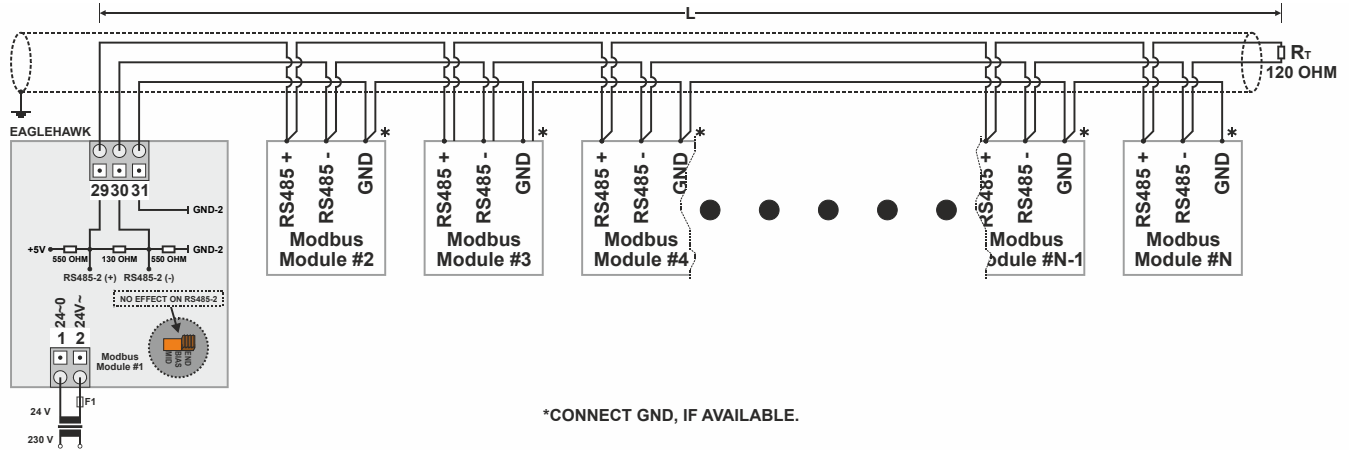 L
RT
120 OHM
EAGLEHAWK
29 30 31
GND-2
+5V
GND-2
550 OHM 130 OHM 550 OHM
RS485-2 (+) RS485-2 (-)
NO EFFECT ON RS485-2
24~0
24V~
1 2
MID
BIAS
END
Modbus
Module #1
F1
24 V
230 V
RS485 +
RS485 -
GND
*
Modbus
Module #2
RS485 +
RS485 -
GND
*
Modbus
Module #3
RS485 +
RS485 -
GND
*
Modbus
Module #4
RS485 +
RS485 -
GND
*
Modbus
odule #N-1
RS485 +
RS485 -
GND
*
Modbus
Module #N
*CONNECT GND, IF AVAILABLE.